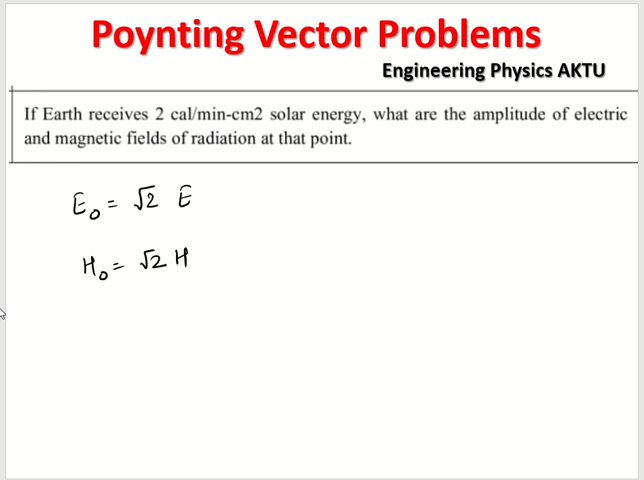 Poynting Vector Problems
Engineering Physics AKTU
If Earth receives 2 cal/min-cm2 solar energy, what are the amplitude of electric
and magnetic fields of radiation at that point.
E₀ = √2 E
H₀ = √2 H